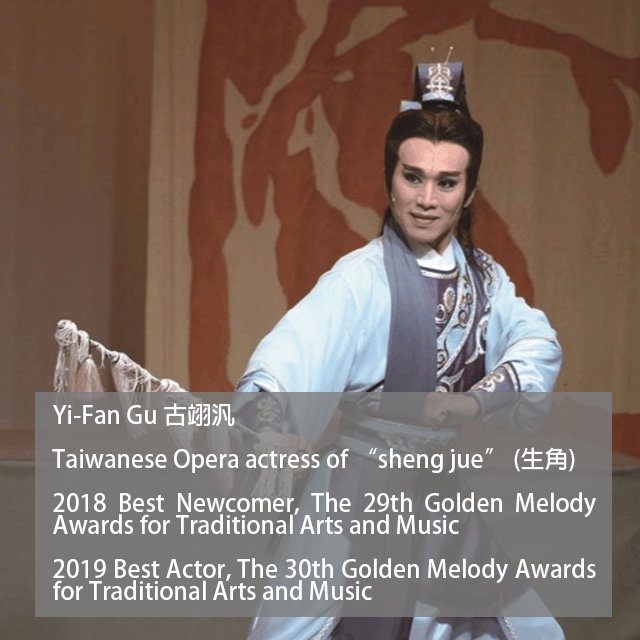 Yi-Fan Gu 古翊汎
Taiwanese Opera actress of “sheng jue” (生角)
2018 Best Newcomer, The 29th Golden Melody
Awards for Traditional Arts and Music
2019 Best Actor, The 30th Golden Melody Awards
for Traditional Arts and Music